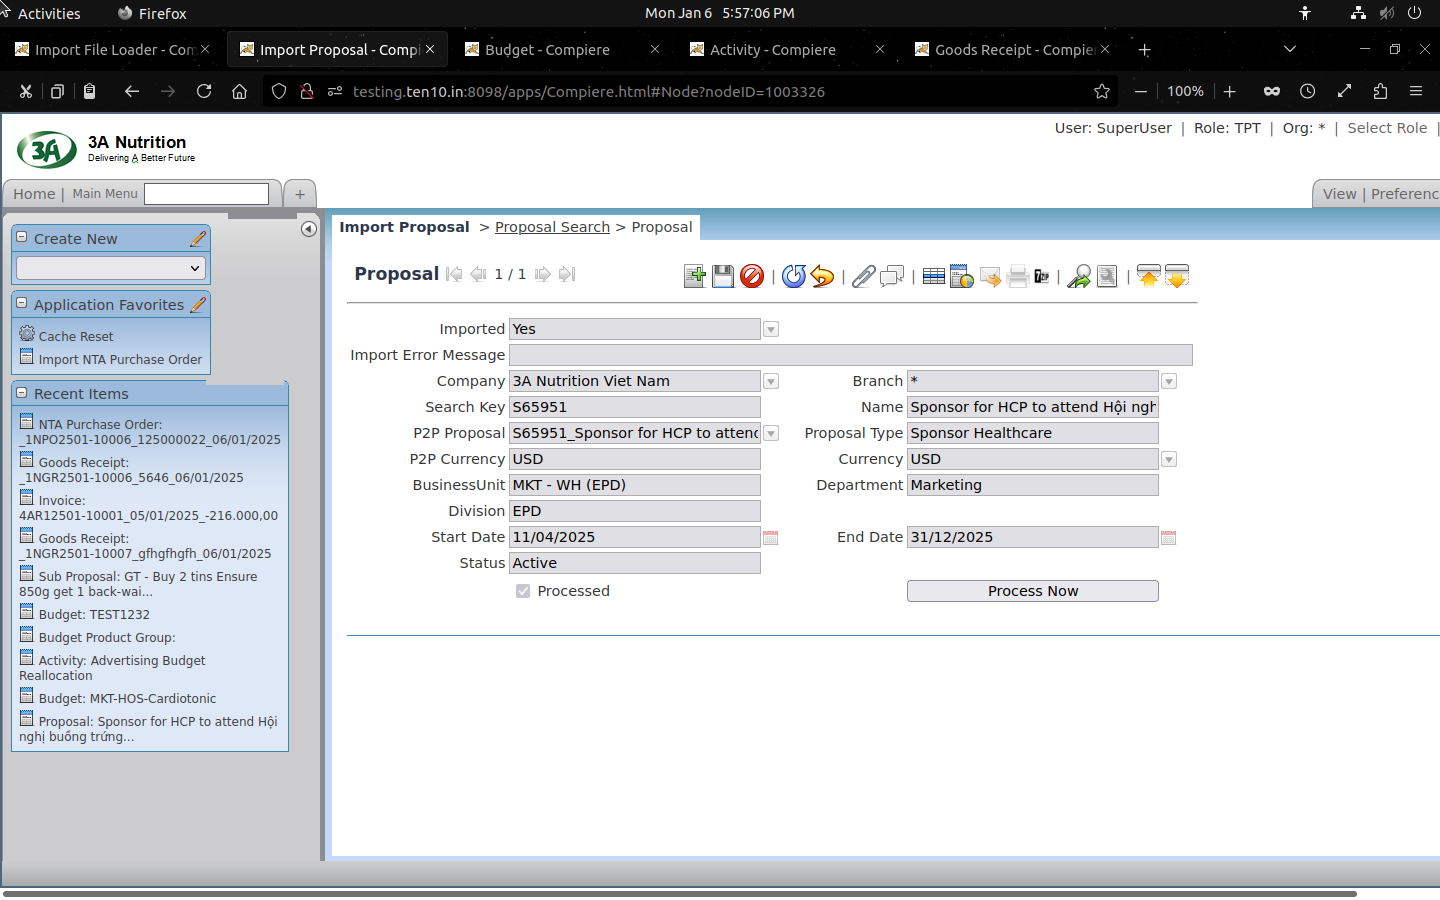 Activities
Firefox
Mon Jan 6 5:57:06 PM
Import File Loader - Com
Import Proposal - Compi
Budget - Compiere
Activity - Compiere
Goods Receipt - Compier
testing.ten10.in:8098/apps/Compiere.html#Node?nodeID=1003326
100%
3A
3A Nutrition
Delivering A Better Future
User: SuperUser | Role: TPT | Org: * | Select Role |
Home | Main Menu
+
View | Preferenc
Create New
Application Favorites
Cache Reset
Import NTA Purchase Order
Recent Items
NTA Purchase Order:
_1NPO2501-10006_125000022_06/01/2025
Goods Receipt:
_1NGR2501-10006_5646_06/01/2025
Invoice:
4AR12501-10001_05/01/2025_-216.000,00
Goods Receipt:
_1NGR2501-10007_gfhgfhgfh_06/01/2025
Sub Proposal: GT - Buy 2 tins Ensure
850g get 1 back-wai...
Budget: TEST1232
Budget Product Group:
Activity: Advertising Budget
Reallocation
Budget: MKT-HOS-Cardiotonic
Proposal: Sponsor for HCP to attend Hội
nghị buồng trứng...
Import Proposal > Proposal Search > Proposal
Proposal 1 / 1
Imported Yes
Import Error Message
Company 3A Nutrition Viet Nam
Branch *
Search Key S65951
Name Sponsor for HCP to attend Hội ngh
P2P Proposal S65951_Sponsor for HCP to attend
Proposal Type Sponsor Healthcare
P2P Currency USD
Currency USD
BusinessUnit MKT - WH (EPD)
Department Marketing
Division EPD
Start Date 11/04/2025
End Date 31/12/2025
Status Active
Processed
Process Now